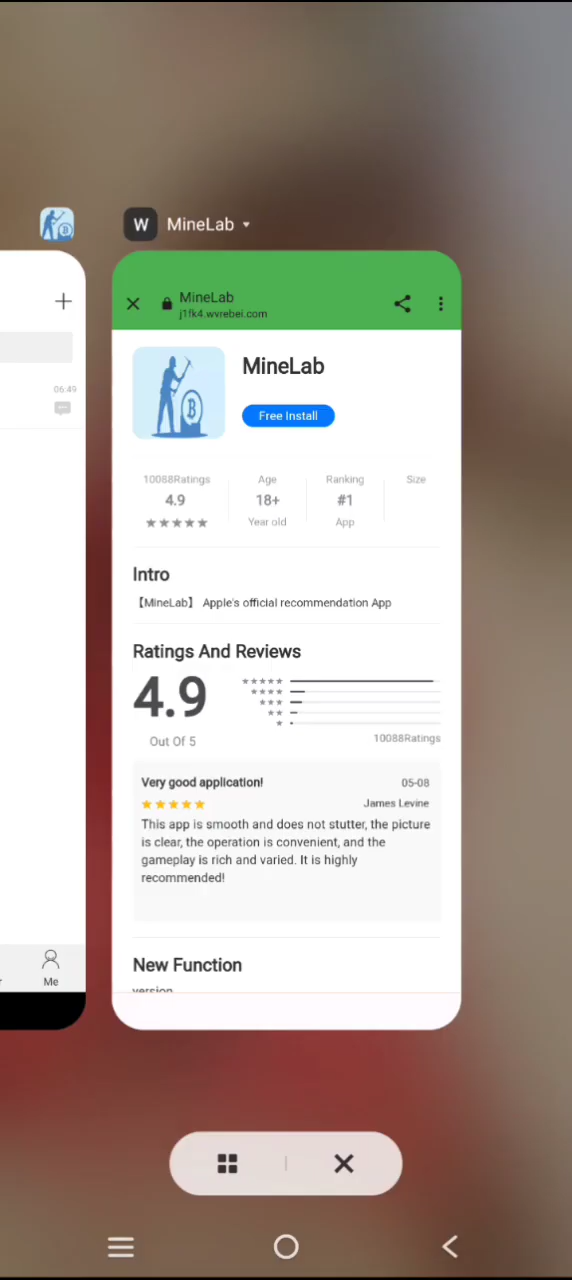 W MineLab
MineLab
j1fk4.wvrebei.com
06:49
MineLab
Free Install
10088Ratings
4.9
Age
18+
Year old
Ranking
#1
App
Size
Intro
【MineLab】 Apple's official recommendation App
Ratings And Reviews
4.9
Out Of 5
10088Ratings
Very good application!
05-08
James Levine
This app is smooth and does not stutter, the picture
is clear, the operation is convenient, and the
gameplay is rich and varied. It is highly
recommended!
New Function
version
Me